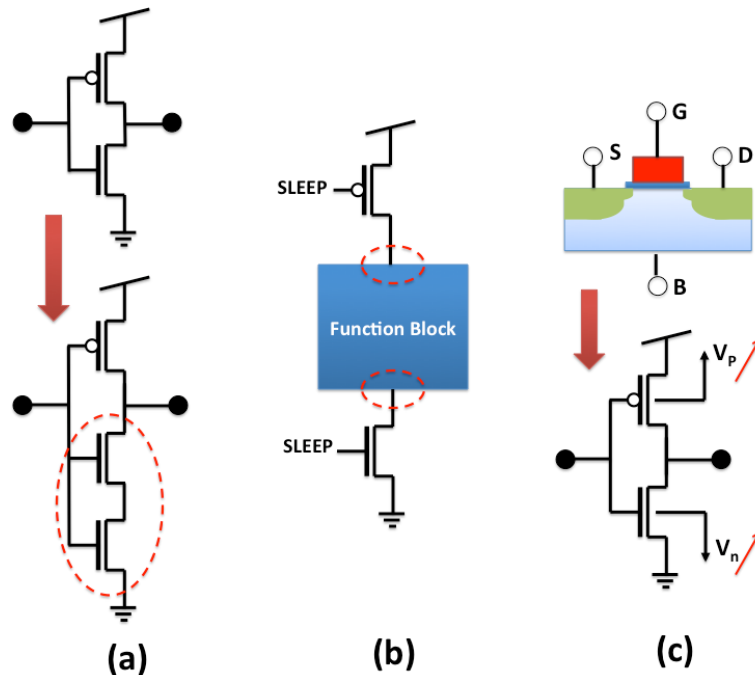 G
S
D
SLEEP
B
Function Block
V_P
SLEEP
V_n
(a)
(b)
(c)